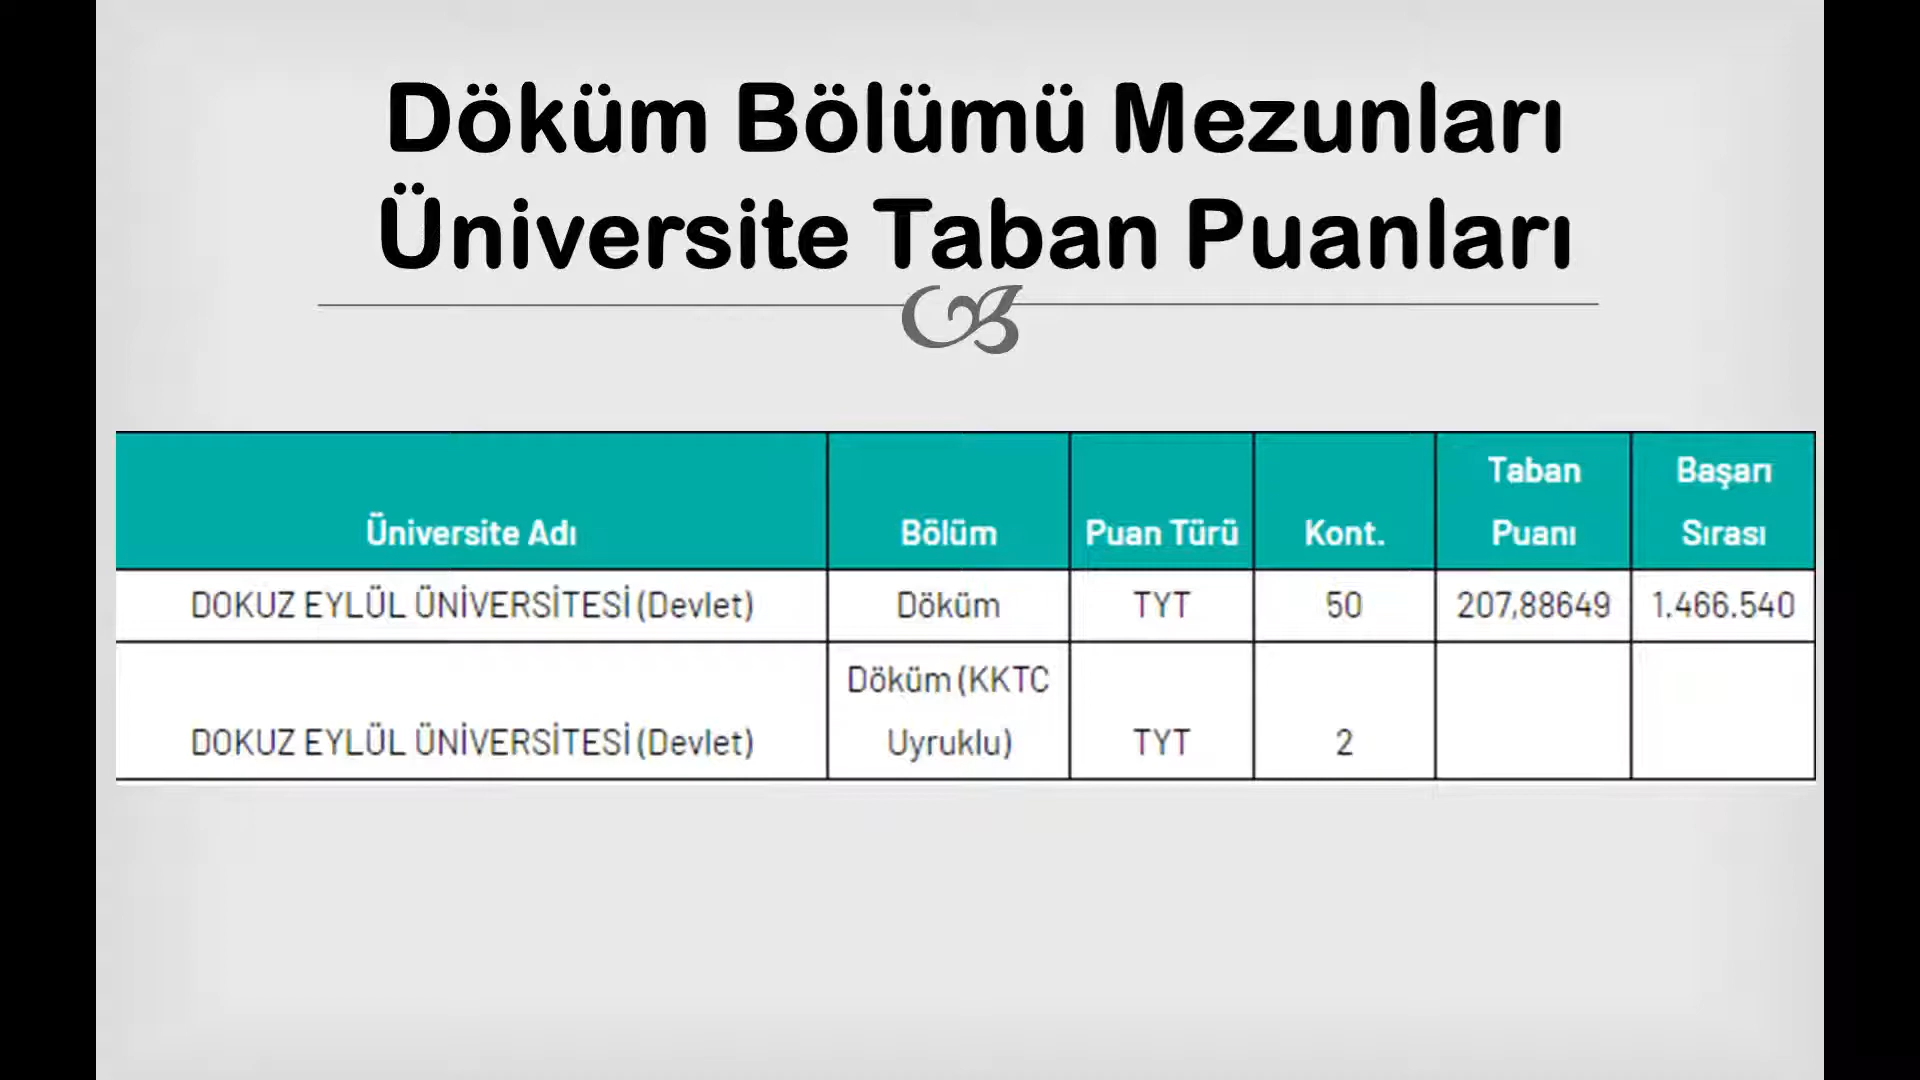 Döküm Bölümü Mezunları
Üniversite Taban Puanları
Üniversite Adı Bölüm Puan Türü Kont. Taban Puanı Başarı Sırası
DOKUZ EYLÜL ÜNİVERSİTESİ (Devlet) Döküm TYT 50 207,88649 1.466.540
DOKUZ EYLÜL ÜNİVERSİTESİ (Devlet) Döküm (KKTC Uyruklu) TYT 2